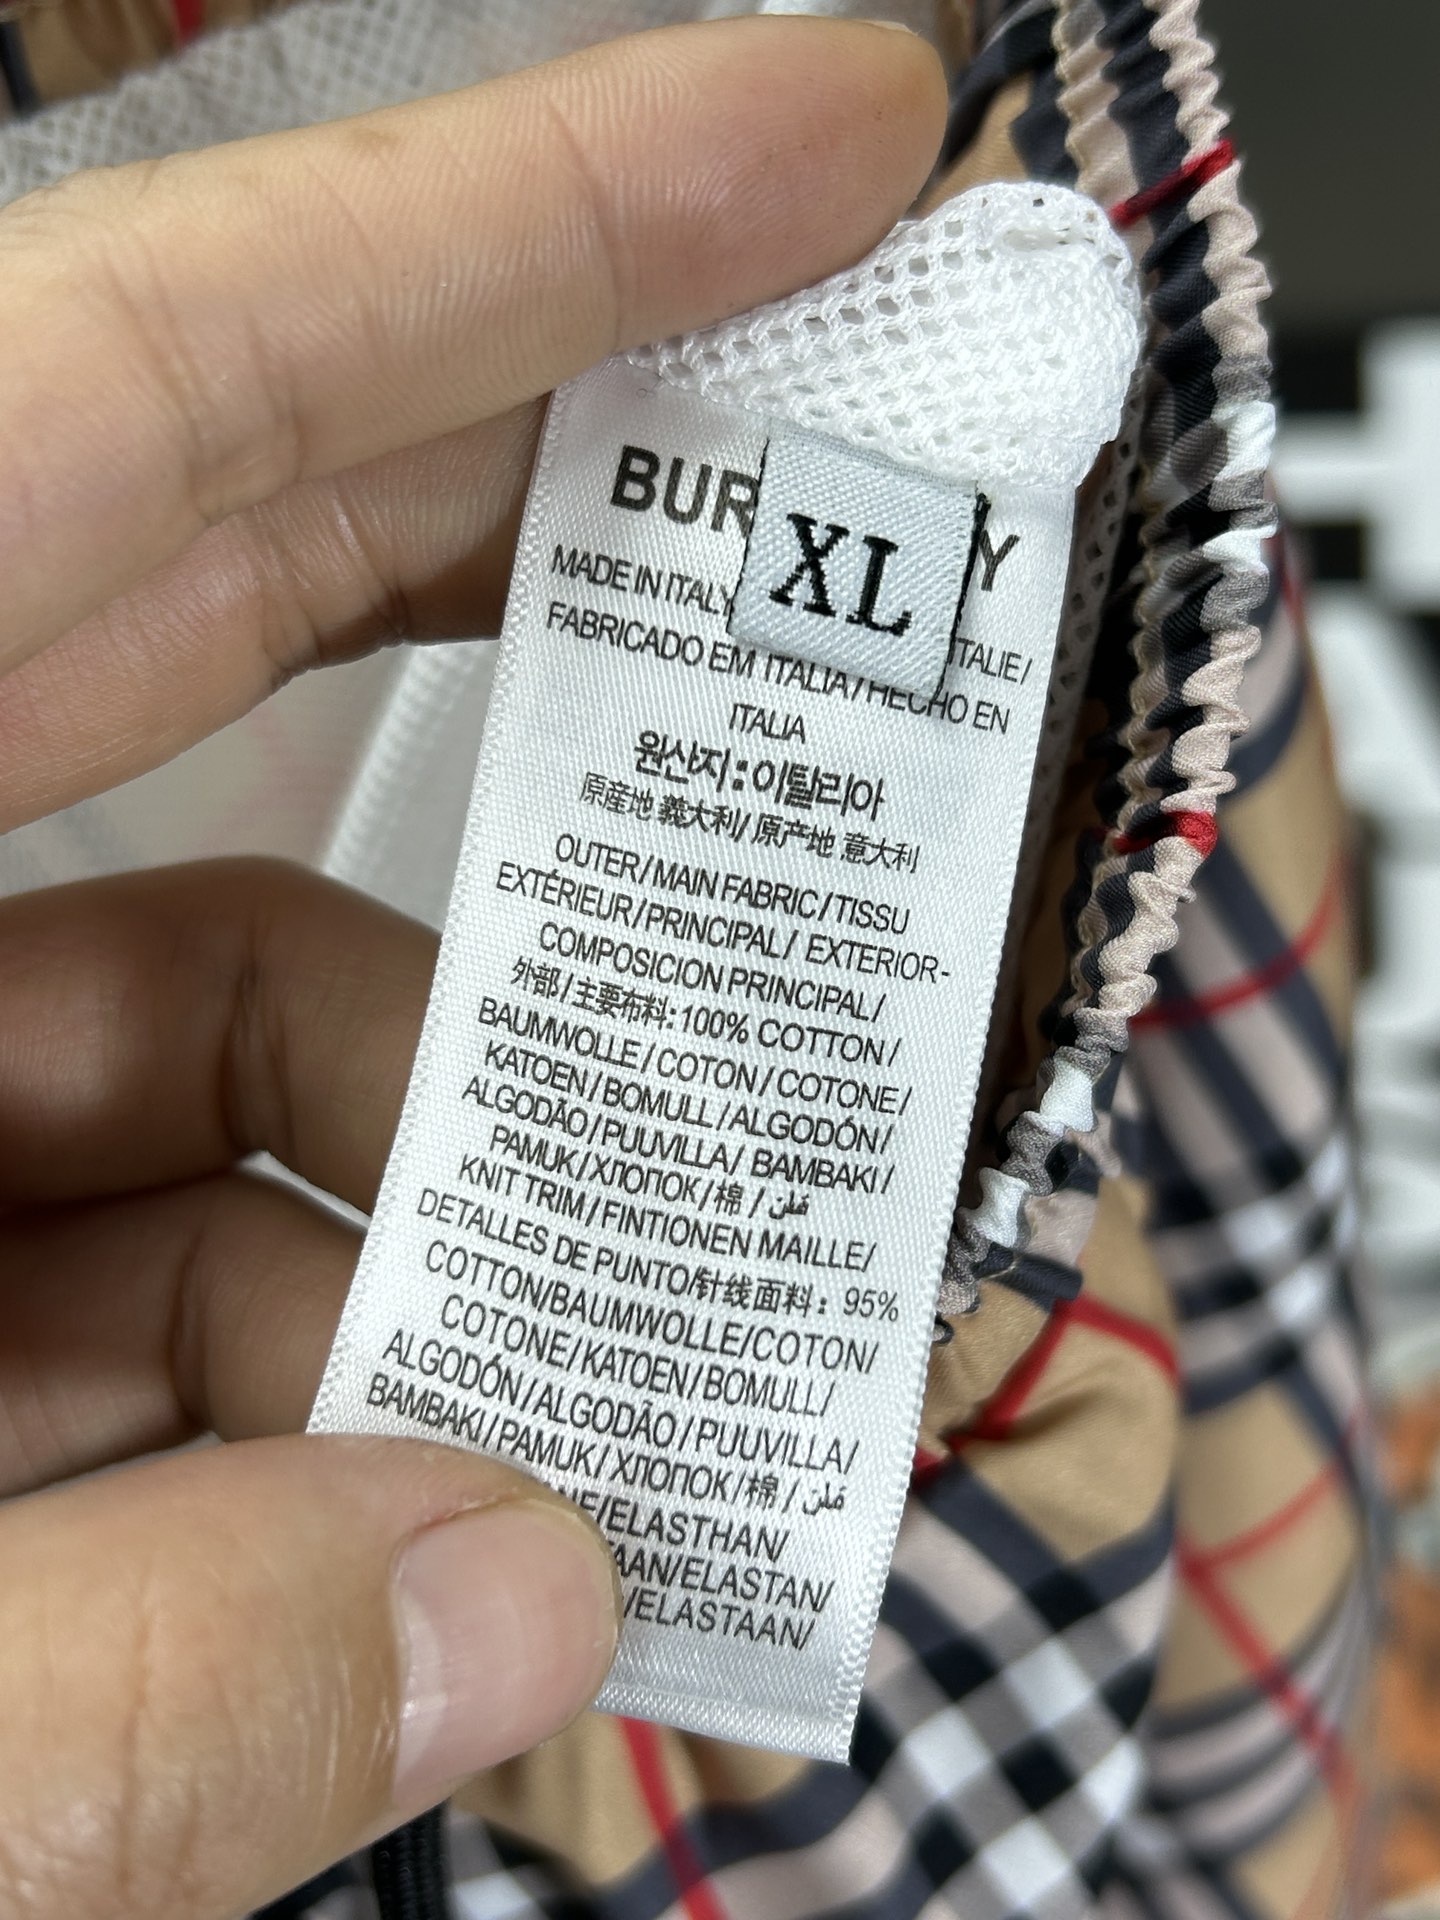 BUR Y
XL
MADE IN ITALY ITALIE/
FABRICADO EM ITALIA/HECHO EN
ITALIA
원산지:이탈리아
原産地 義大利/原产地 意大利
OUTER/MAIN FABRIC/TISSU
EXTÉRIEUR/PRINCIPAL/ EXTERIOR-
COMPOSICION PRINCIPAL/
外部/主要布料:100% COTTON/
BAUMWOLLE/COTON/COTONE/
KATOEN/BOMULL/ALGODÓN/
ALGODÃO/PUUVILLA/ BAMBAKI/
PAMUK/ХЛОПОК/棉/قطن
KNIT TRIM/FINTIONEN MAILLE/
DETALLES DE PUNTO/针线面料: 95%
COTTON/BAUMWOLLE/COTON/
COTONE/KATOEN/BOMULL/
ALGODÓN/ALGODÃO/PUUVILLA/
BAMBAKI/PAMUK/ХЛОПОК/棉/قطن
NE/ELASTHAN/
AAN/ELASTAN/
/ELASTAAN/